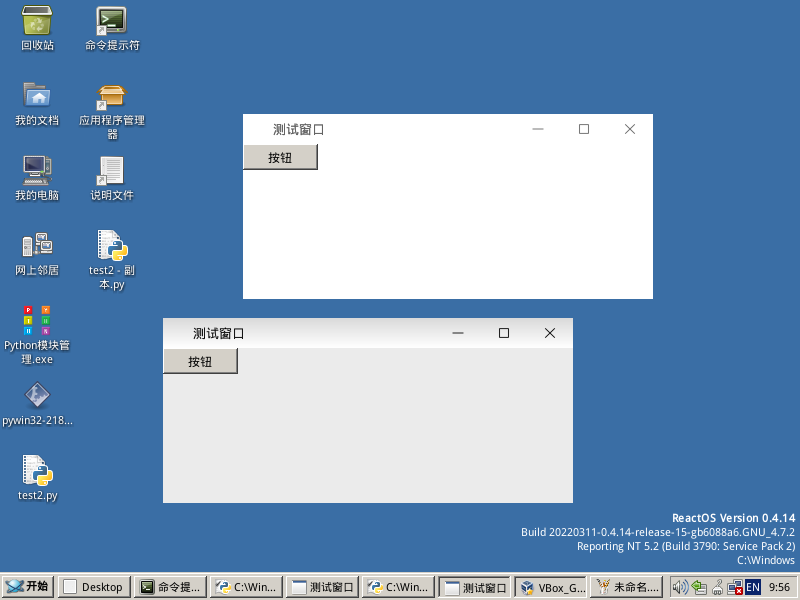 回收站
命令提示符
我的文档
应用程序管理
器
我的电脑
说明文件
网上邻居
test2 - 副
本.py
Python模块管
理.exe
pywin32-218...
test2.py
测试窗口
按钮
测试窗口
按钮
ReactOS Version 0.4.14
Build 20220311-0.4.14-release-15-gb6088a6.GNU_4.7.2
Reporting NT 5.2 (Build 3790: Service Pack 2)
C:\Windows
开始
Desktop
命令提...
C:\Win...
测试窗口
C:\Win...
测试窗口
VBox_G...
未命名....
EN
9:56